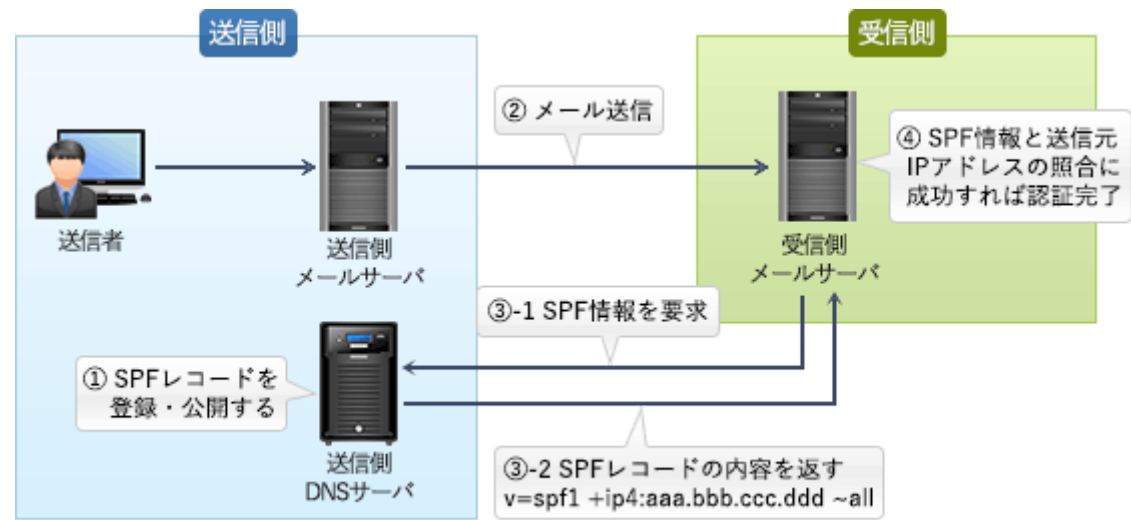 送信側
受信側
② メール送信
④ SPF情報と送信元
IPアドレスの照合に
成功すれば認証完了
送信者
送信側
メールサーバ
受信側
メールサーバ
③-1 SPF情報を要求
① SPFレコードを
登録・公開する
送信側
DNSサーバ
③-2 SPFレコードの内容を返す
v=spf1 +ip4:aaa.bbb.ccc.ddd ~all